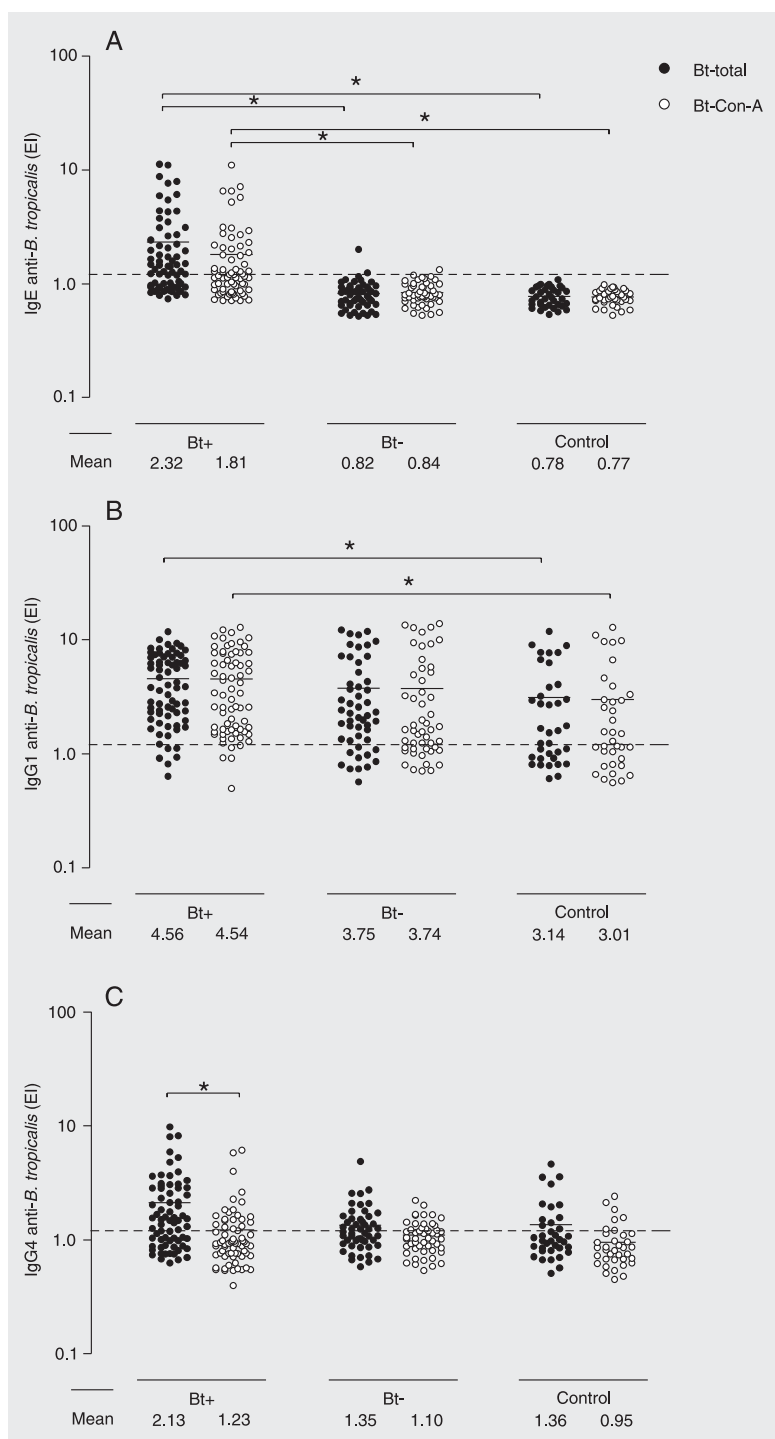 A
100
10
1.0
0.1
IgE anti-B. tropicalis (EI)
Bt-total
Bt-Con-A
*
*
*
*
Bt+ Bt- Control
Mean 2.32 1.81 0.82 0.84 0.78 0.77
B
100
10
1.0
0.1
IgG1 anti-B. tropicalis (EI)
*
*
Bt+ Bt- Control
Mean 4.56 4.54 3.75 3.74 3.14 3.01
C
100
10
1.0
0.1
IgG4 anti-B. tropicalis (EI)
*
Bt+ Bt- Control
Mean 2.13 1.23 1.35 1.10 1.36 0.95